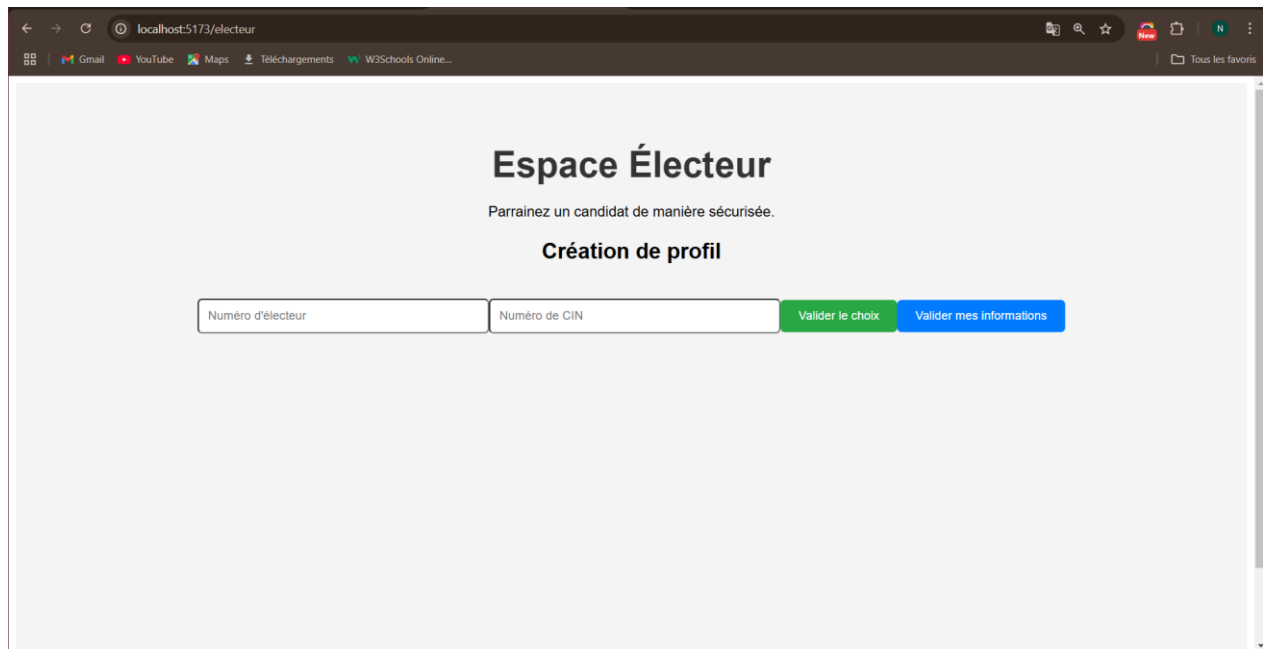 localhost:5173/electeur
New
N
Gmail YouTube Maps Téléchargements W3Schools Online... Tous les favoris
Espace Électeur
Parrainez un candidat de manière sécurisée.
Création de profil
Numéro d'électeur Numéro de CIN Valider le choix Valider mes informations